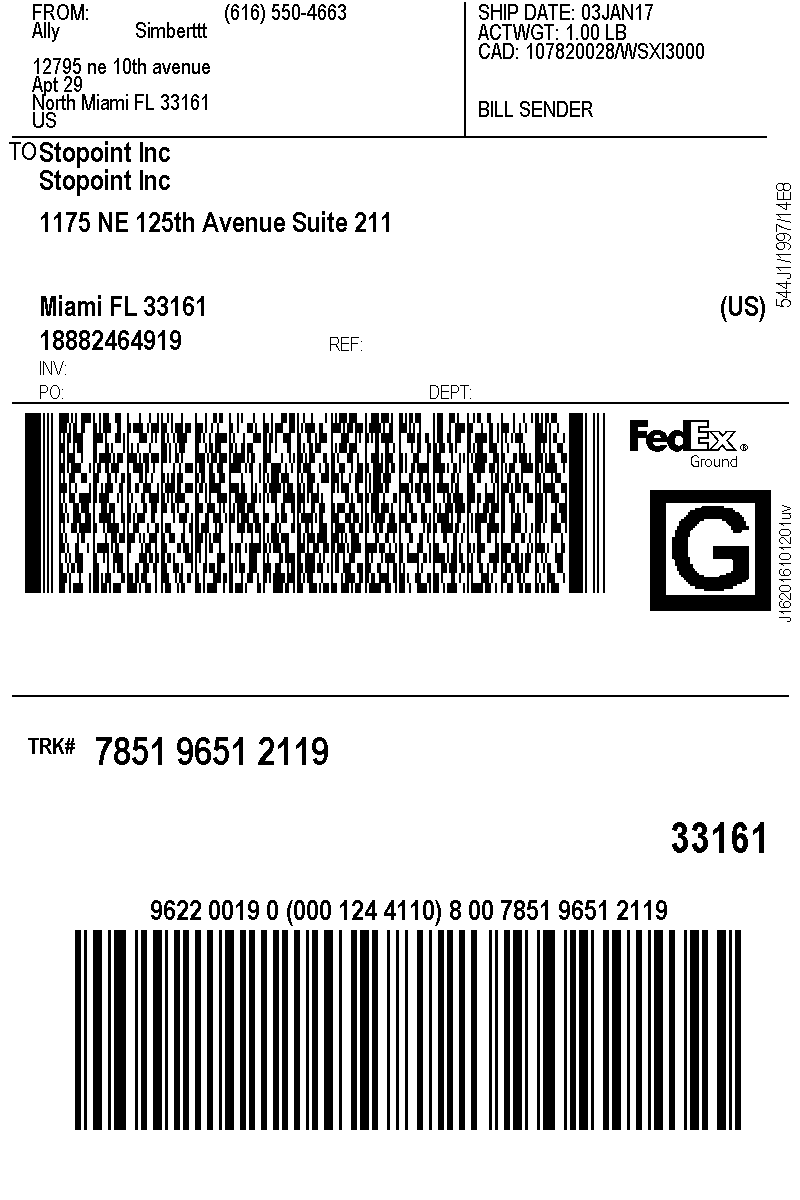 FROM: (616) 550-4663
Ally Simberttt
12795 ne 10th avenue
Apt 29
North Miami FL 33161
US
SHIP DATE: 03JAN17
ACTWGT: 1.00 LB
CAD: 107820028/WSXI3000
BILL SENDER
TO Stopoint Inc
Stopoint Inc
1175 NE 125th Avenue Suite 211
Miami FL 33161 (US)
18882464919 REF:
INV:
PO: DEPT:
544J1/1997/14E8
FedEx®
Ground
G
J162016101201uv
TRK# 7851 9651 2119
33161
9622 0019 0 (000 124 4110) 8 00 7851 9651 2119